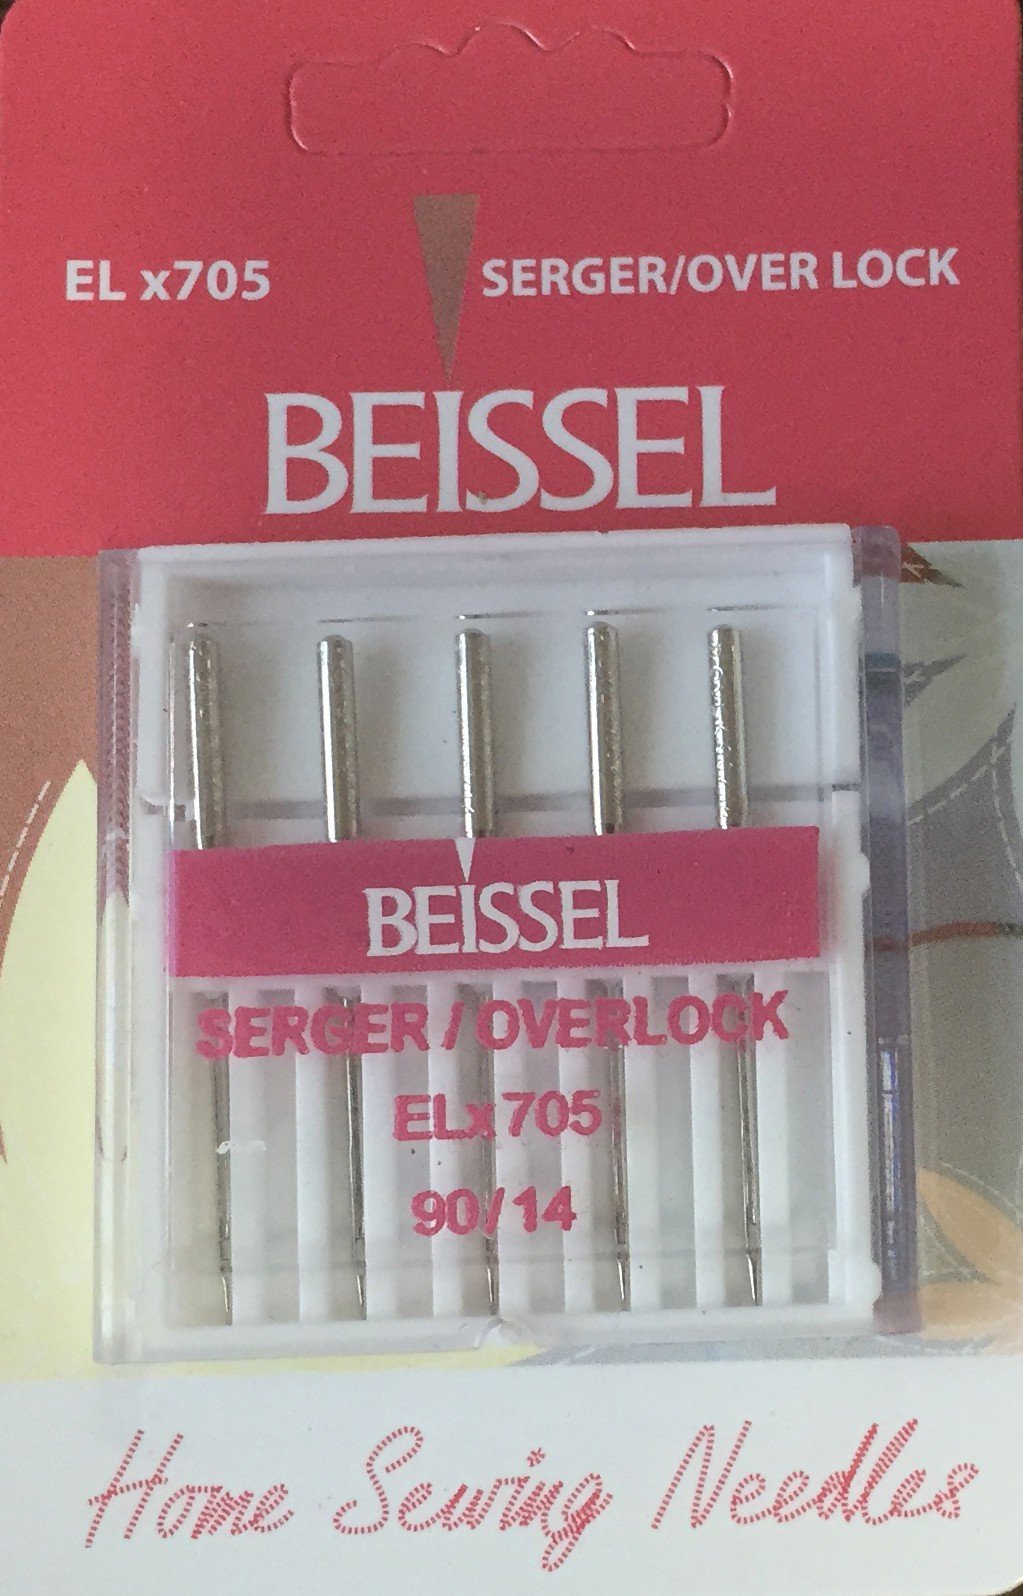 EL x705
SERGER/OVER LOCK
BEISSEL
BEISSEL
SERGER / OVERLOCK
ELx705
90/14
Home Sewing Needles